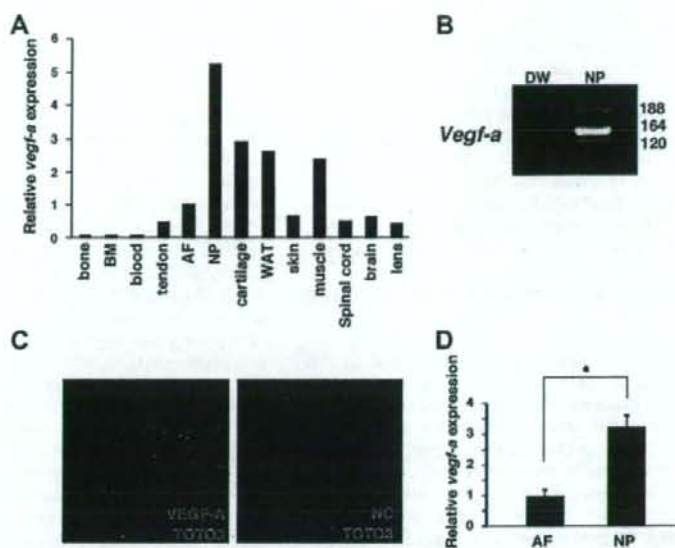 A
Relative vegf-a expression
6
5
4
3
2
1
0
bone
BM
blood
tendon
AF
NP
cartilage
WAT
skin
muscle
Spinal cord
brain
lens
B
DW NP
Vegf-a
188
164
120
C
VEGF-A
TOTO3
NC
TOTO3
D
Relative vegf-a expression
4
3
2
1
0
*
AF NP